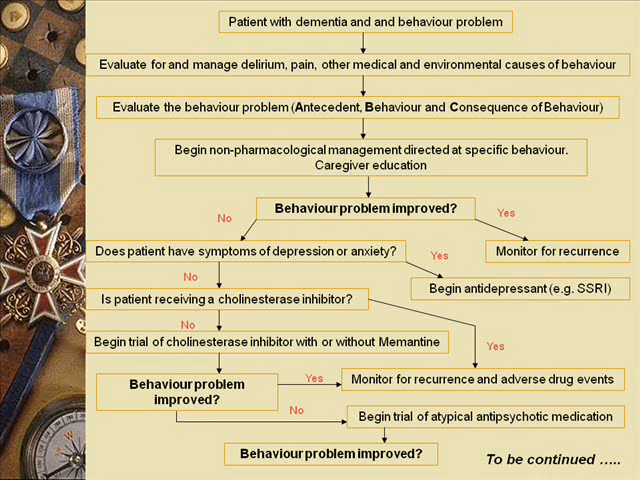 Patient with dementia and and behaviour problem
Evaluate for and manage delirium, pain, other medical and environmental causes of behaviour
Evaluate the behaviour problem (Antecedent, Behaviour and Consequence of Behaviour)
Begin non-pharmacological management directed at specific behaviour.
Caregiver education
Behaviour problem improved?
No
Yes
Does patient have symptoms of depression or anxiety?
Monitor for recurrence
Yes
No
Begin antidepressant (e.g. SSRI)
Is patient receiving a cholinesterase inhibitor?
No
Yes
Begin trial of cholinesterase inhibitor with or without Memantine
Behaviour problem
improved?
Yes
Monitor for recurrence and adverse drug events
No
Begin trial of atypical antipsychotic medication
Behaviour problem improved?
To be continued …..